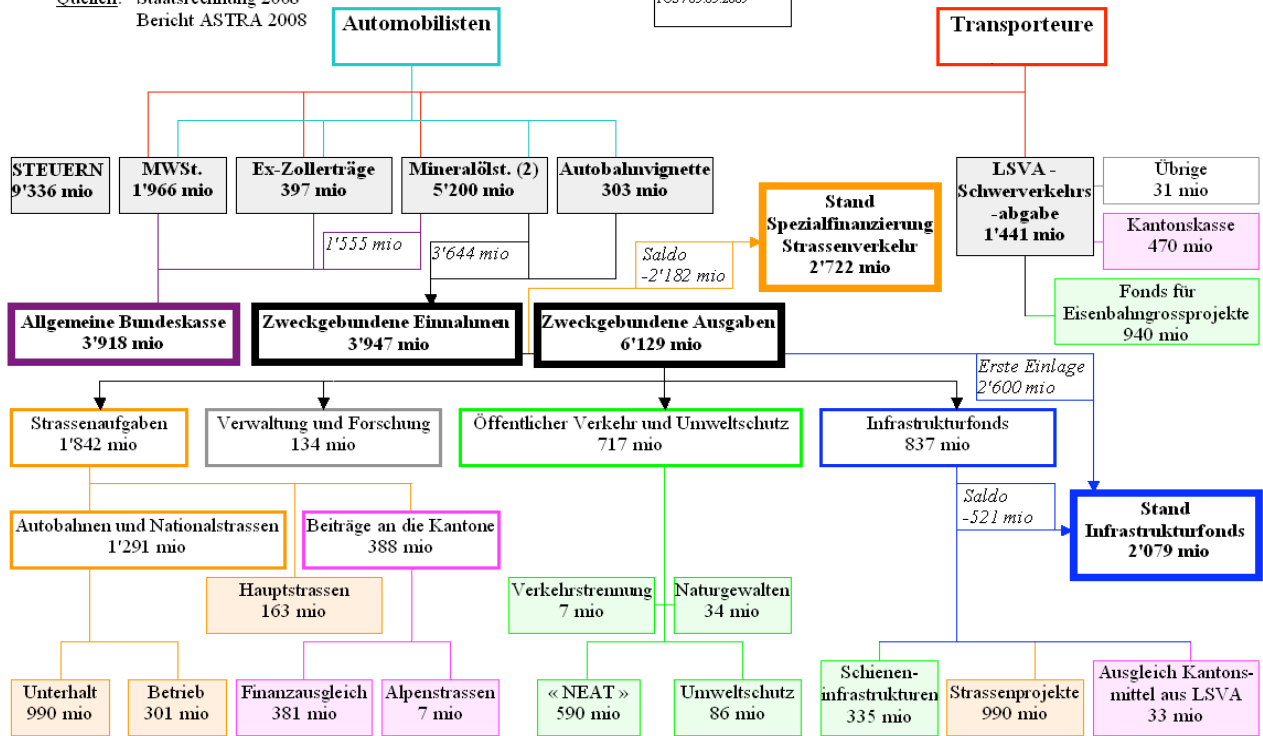 Quellen: Staatsrechnung 2008
Bericht ASTRA 2008
Automobilisten
Transporteure
STEUERN
9'336 mio
MWSt.
1'966 mio
Ex-Zollerträge
397 mio
Mineralölst. (2)
5'200 mio
Autobahnvignette
303 mio
LSVA -
Schwerverkehrs
-abgabe
1'441 mio
Übrige
31 mio
Kantonskasse
470 mio
Fonds für
Eisenbahngrossprojekte
940 mio
Stand
Spezialfinanzierung
Strassenverkehr
2'722 mio
1'555 mio
3'644 mio
Saldo
-2'182 mio
Allgemeine Bundeskasse
3'918 mio
Zweckgebundene Einnahmen
3'947 mio
Zweckgebundene Ausgaben
6'129 mio
Erste Einlage
2'600 mio
Strassenaufgaben
1'842 mio
Verwaltung und Forschung
134 mio
Öffentlicher Verkehr und Umweltschutz
717 mio
Infrastrukturfonds
837 mio
Saldo
-521 mio
Stand
Infrastrukturfonds
2'079 mio
Autobahnen und Nationalstrassen
1'291 mio
Beiträge an die Kantone
388 mio
Hauptstrassen
163 mio
Verkehrstrennung
7 mio
Naturgewalten
34 mio
Unterhalt
990 mio
Betrieb
301 mio
Finanzausgleich
381 mio
Alpenstrassen
7 mio
« NEAT »
590 mio
Umweltschutz
86 mio
Schienen-
infrastrukturen
335 mio
Strassenprojekte
990 mio
Ausgleich Kantons-
mittel aus LSVA
33 mio